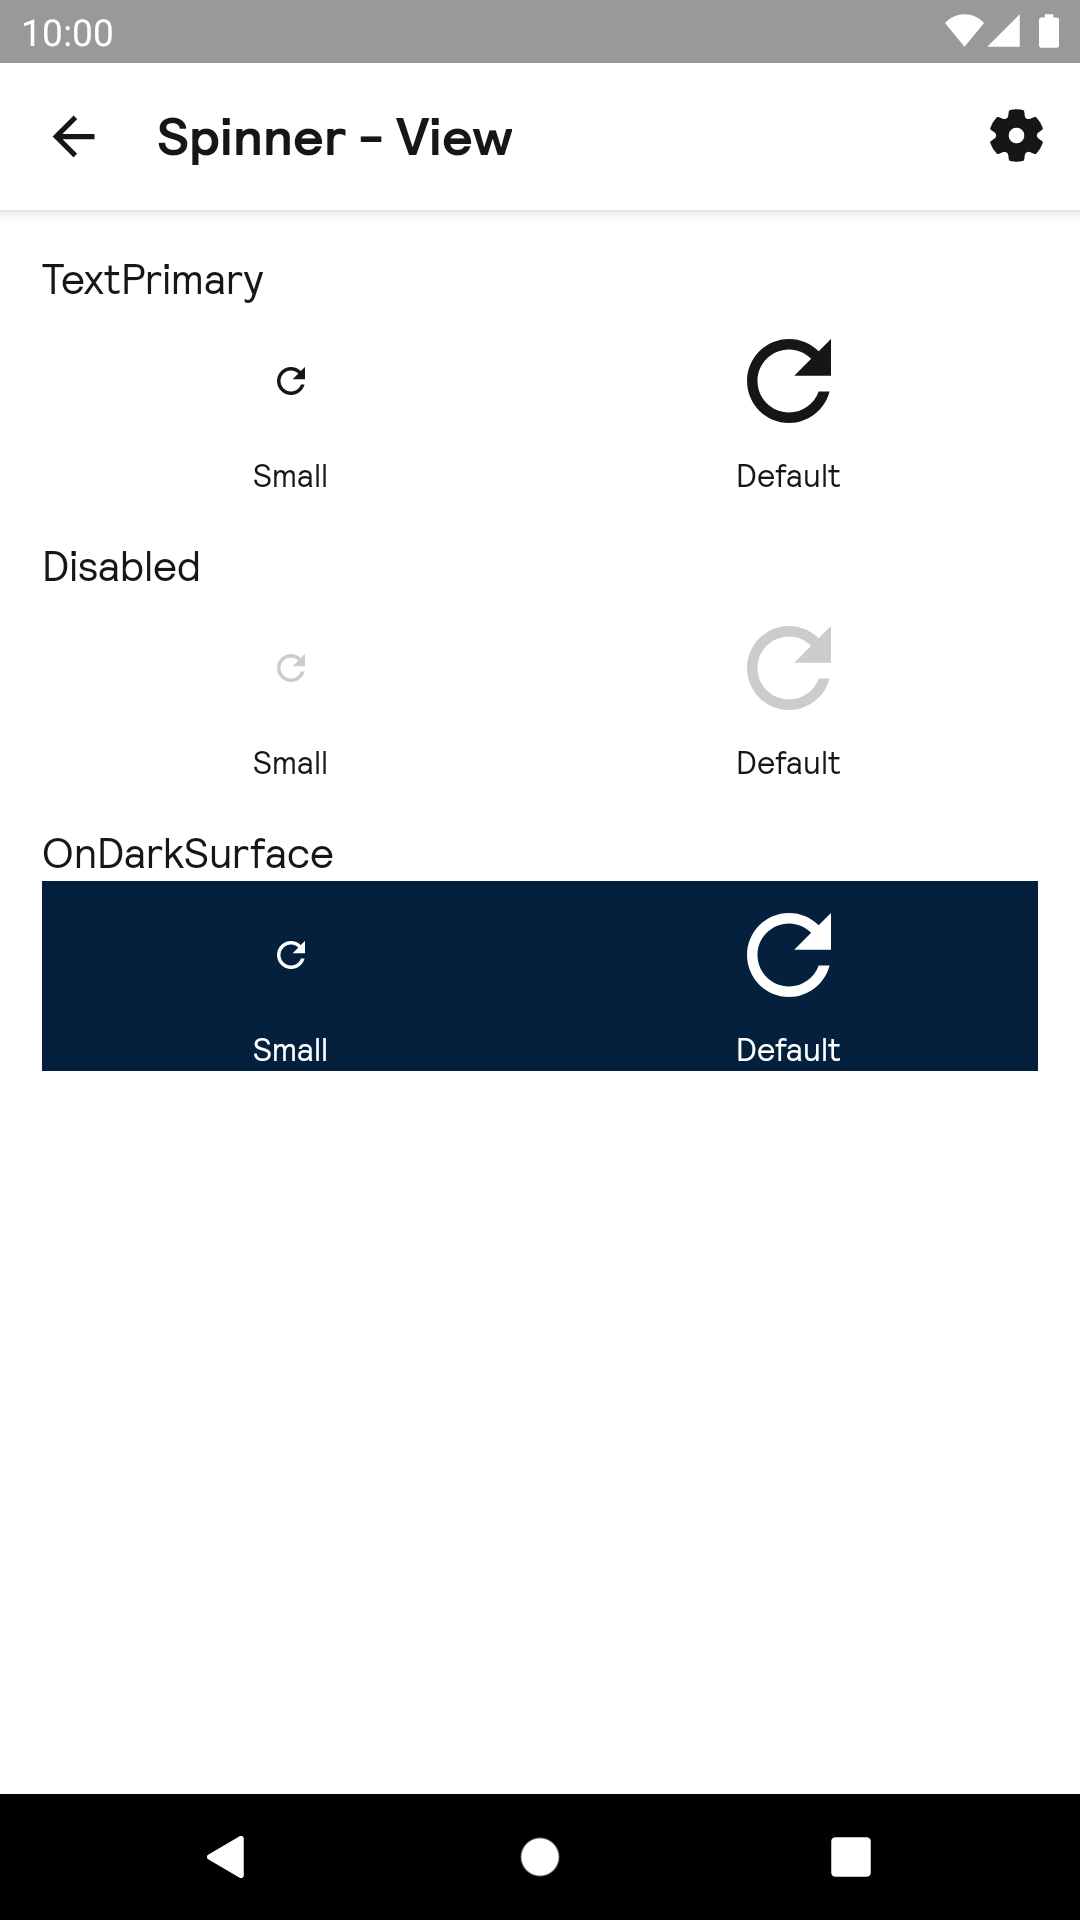 10:00
Spinner - View
TextPrimary
Small Default
Disabled
Small Default
OnDarkSurface
Small Default